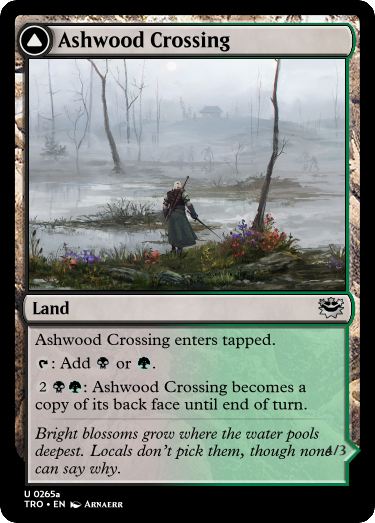 Ashwood Crossing
Land
Ashwood Crossing enters tapped.
: Add or .
2 : Ashwood Crossing becomes a
copy of its back face until end of turn.
Bright blossoms grow where the water pools
deepest. Locals don't pick them, though none
can say why.
4/3
U 0265a
TRO • EN Arnaerr